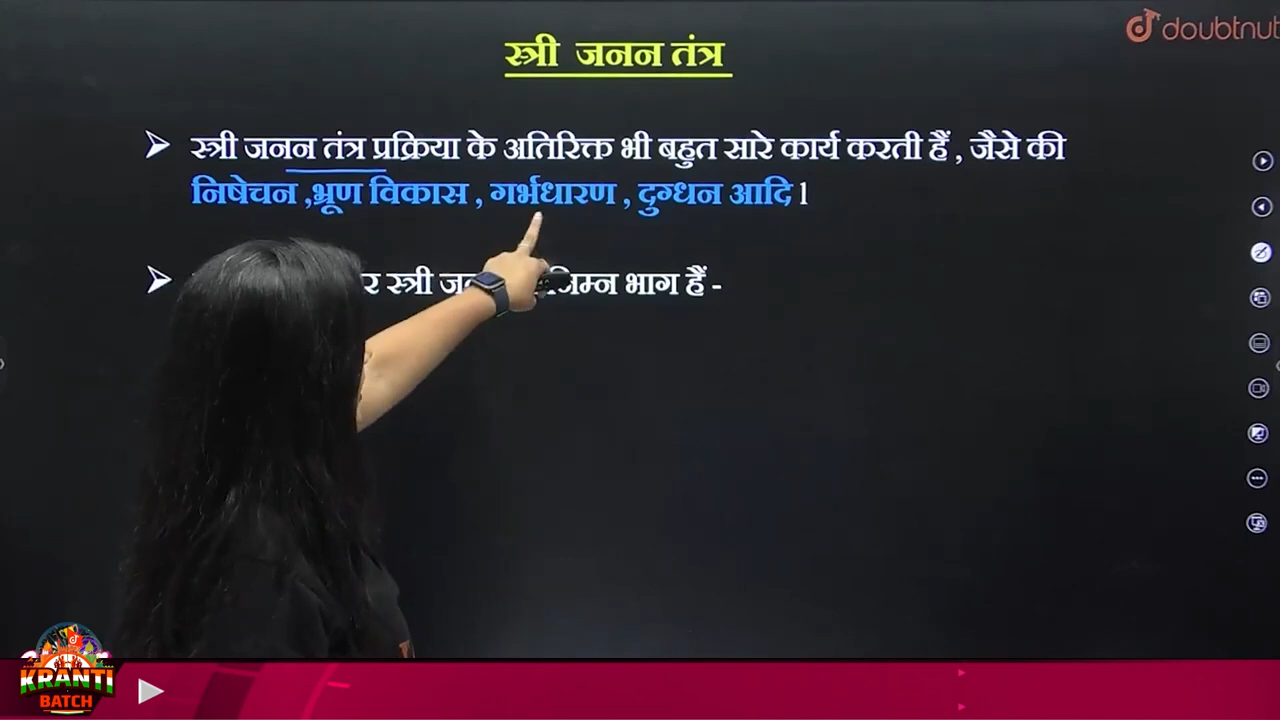 doubtnut
स्त्री जनन तंत्र
➢ स्त्री जनन तंत्र प्रक्रिया के अतिरिक्त भी बहुत सारे कार्य करती हैं , जैसे की
निषेचन ,भ्रूण विकास , गर्भधारण , दुग्धन आदि l
➢ स्त्री भाग हैं -
KRANTI
BATCH